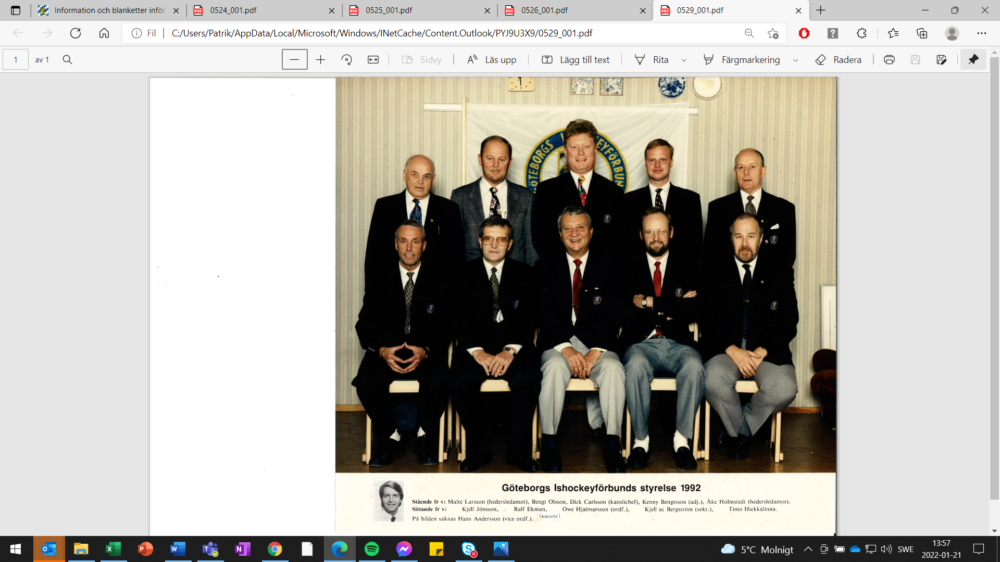 Information och blanketter inför
0524_001.pdf
0525_001.pdf
0526_001.pdf
0529_001.pdf
Fil
C:/Users/Patrik/AppData/Local/Microsoft/Windows/INetCache/Content.Outlook/PYJ9U3X9/0529_001.pdf
1 av 1
Sidvy
Läs upp
Lägg till text
Rita
Färgmarkering
Radera
GÖTEBORGS I KEYFÖRBUN
Göteborgs Ishockeyförbunds styrelse 1992
Stående fr v: Malte Larsson (hedersledamot), Bengt Olsson, Dick Carlsson (kanslichef), Kenny Bengtsson (adj.), Åke Holmstedt (hedersledamot).
Sittande fr v: Kjell Jönsson, Ralf Ekman, Owe Hjalmarsson (ordf.), Kjell ac Bergström (sekr.), Timo Hiekkalinna.
(kassör)
På bilden saknas Hans Andersson (vice ordf.).
5°C Molnigt
SWE
13:57
2022-01-21